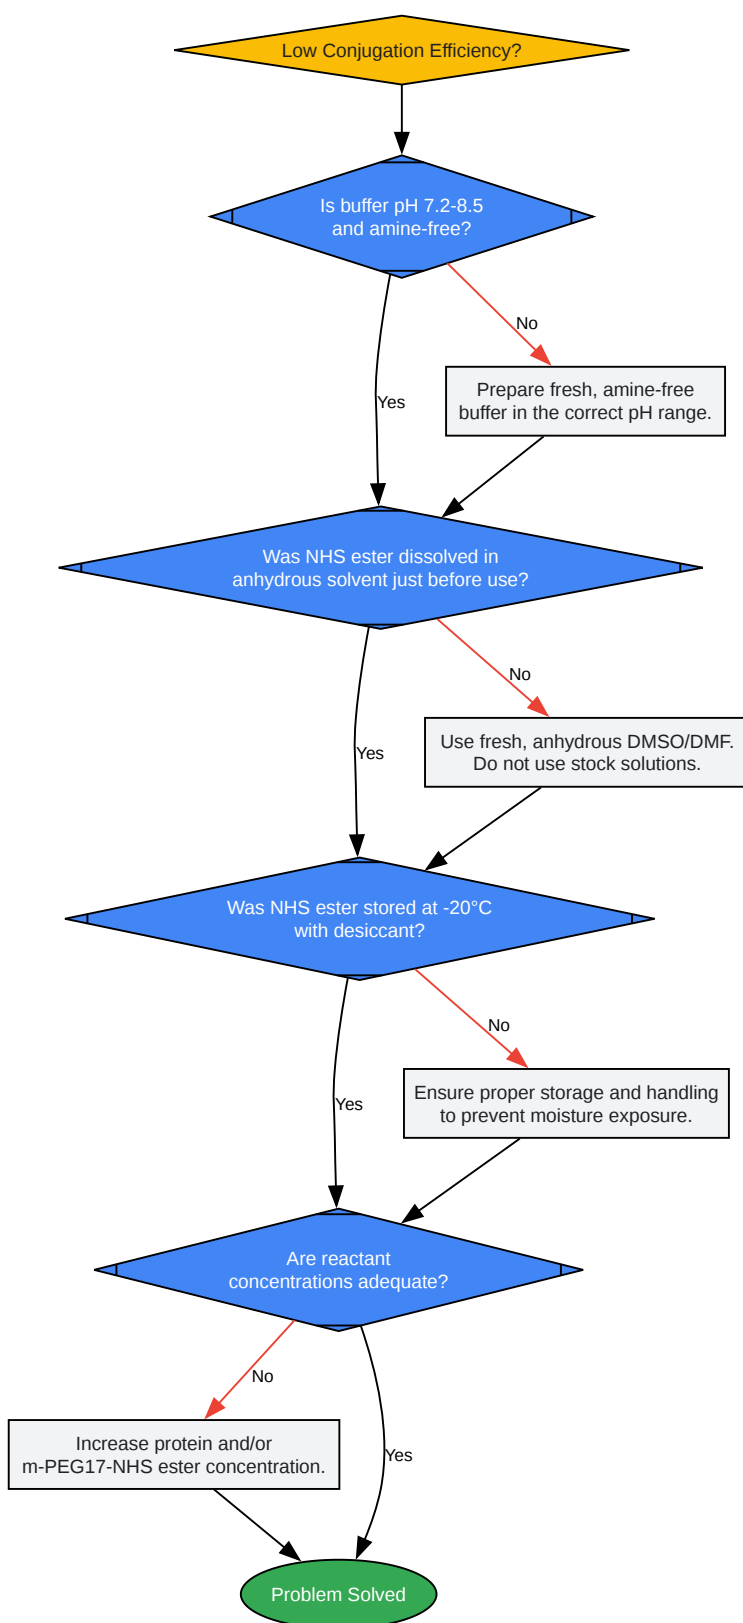 Low Conjugation Efficiency?
Is buffer pH 7.2-8.5
and amine-free?
No
Prepare fresh, amine-free
buffer in the correct pH range.
Yes
Was NHS ester dissolved in
anhydrous solvent just before use?
No
Use fresh, anhydrous DMSO/DMF.
Do not use stock solutions.
Yes
Was NHS ester stored at -20°C
with desiccant?
No
Ensure proper storage and handling
to prevent moisture exposure.
Yes
Are reactant
concentrations adequate?
No
Increase protein and/or
m-PEG17-NHS ester concentration.
Yes
Problem Solved